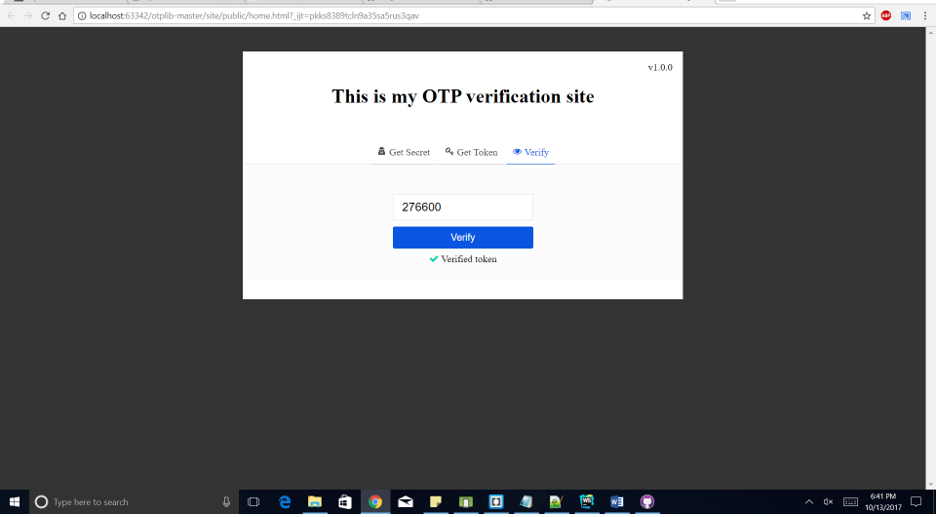 localhost:63342/otplib-master/site/public/home.html?_ijt=pkks8389tcln9a35sa5rus3qav
ABP
v1.0.0
This is my OTP verification site
Get Secret Get Token Verify
276600
Verify
Verified token
Type here to search
WS
6:41 PM
10/13/2017